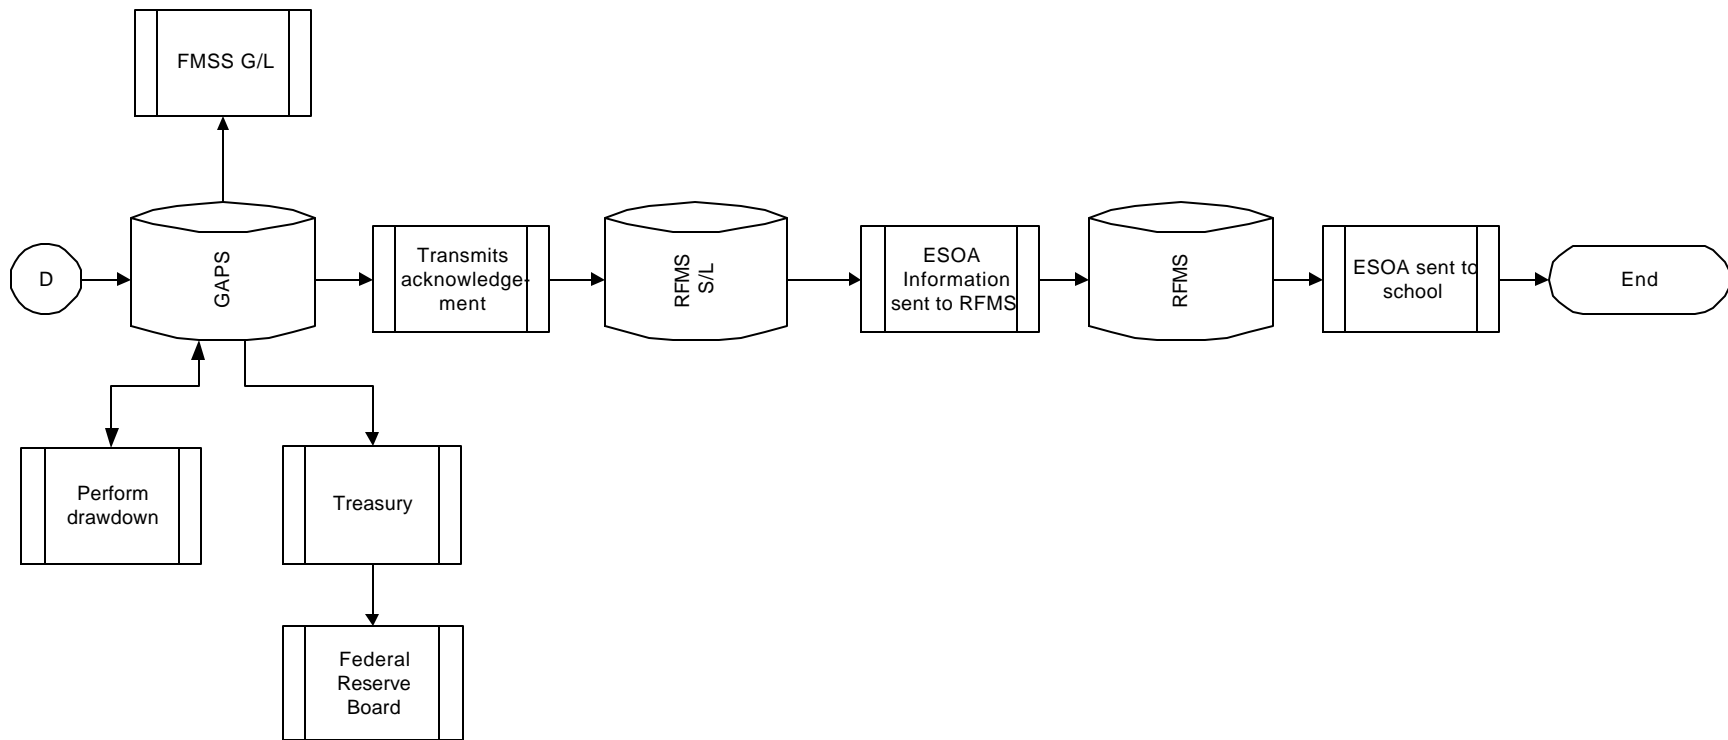 FMSS G/L
D
GAPS
Transmits
acknowledge-
ment
RFMS
S/L
ESOA
Information
sent to RFMS
RFMS
ESOA sent to
school
End
Perform
drawdown
Treasury
Federal
Reserve
Board